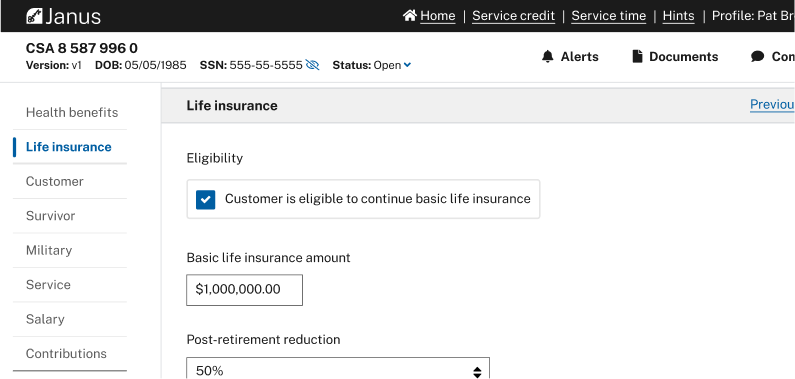 Janus Home | Service credit | Service time | Hints | Profile: Pat
CSA 8 587 996 0
Version: v1 DOB: 05/05/1985 SSN: 555-55-5555 Status: Open
Alerts Documents
Health benefits
Life insurance
Customer
Survivor
Military
Service
Salary
Contributions
Life insurance
Eligibility
Customer is eligible to continue basic life insurance
Basic life insurance amount
$1,000,000.00
Post-retirement reduction
50%